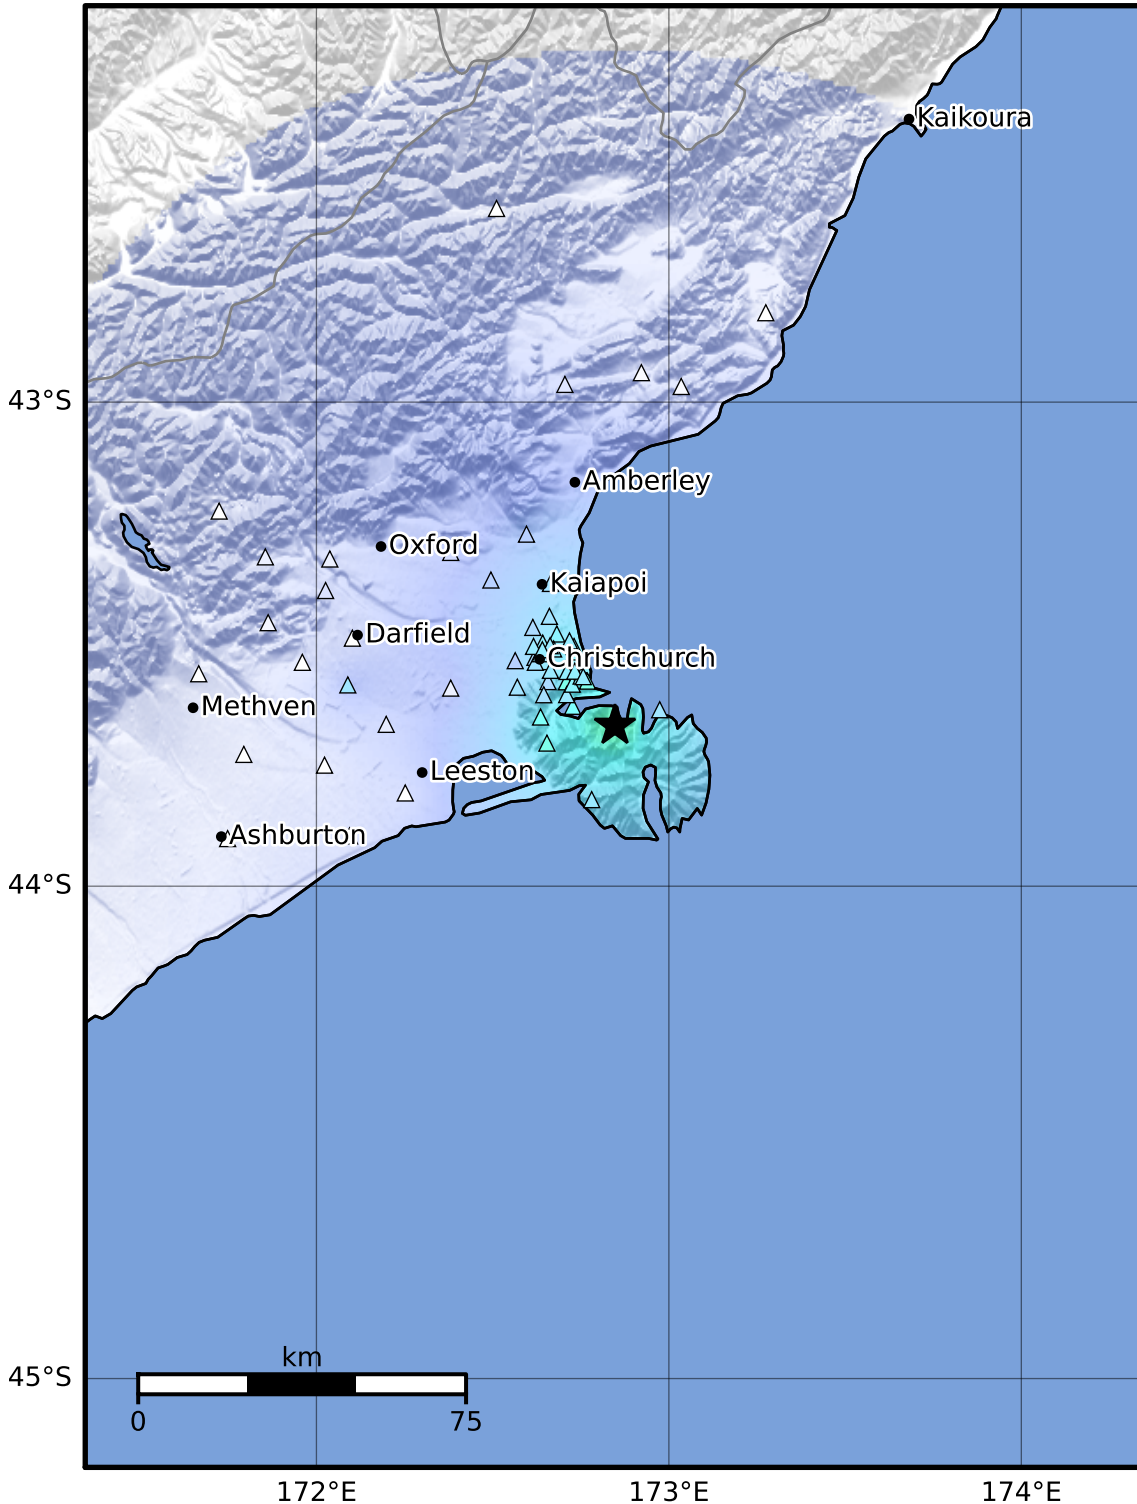 Kaikoura
43°S
Amberley
Oxford
Kaiapoi
Darfield
Christchurch
Methven
Leeston
Ashburton
44°S
45°S
km
0 75
172°E 173°E 174°E